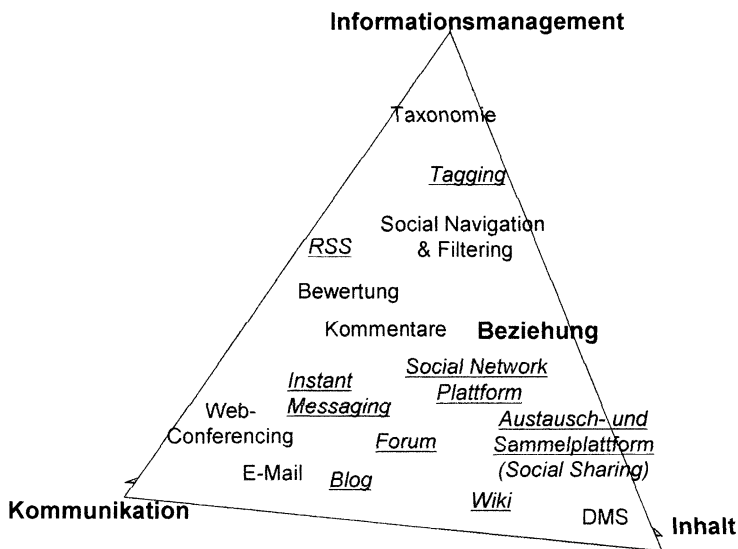 Informationsmanagement
Taxonomie
Tagging
Social Navigation
& Filtering
RSS
Bewertung
Kommentare
Beziehung
Social Network
Plattform
Instant
Messaging
Austausch- und
Sammelplattform
(Social Sharing)
Web-
Conferencing
Forum
E-Mail
Blog
Wiki
Kommunikation
DMS
Inhalt